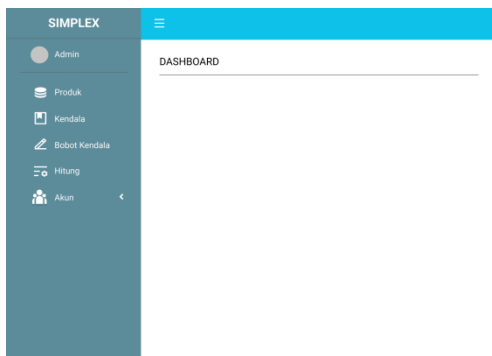 SIMPLEX
Admin
DASHBOARD
Produk
Kendala
Bobot Kendala
Hitung
Akun